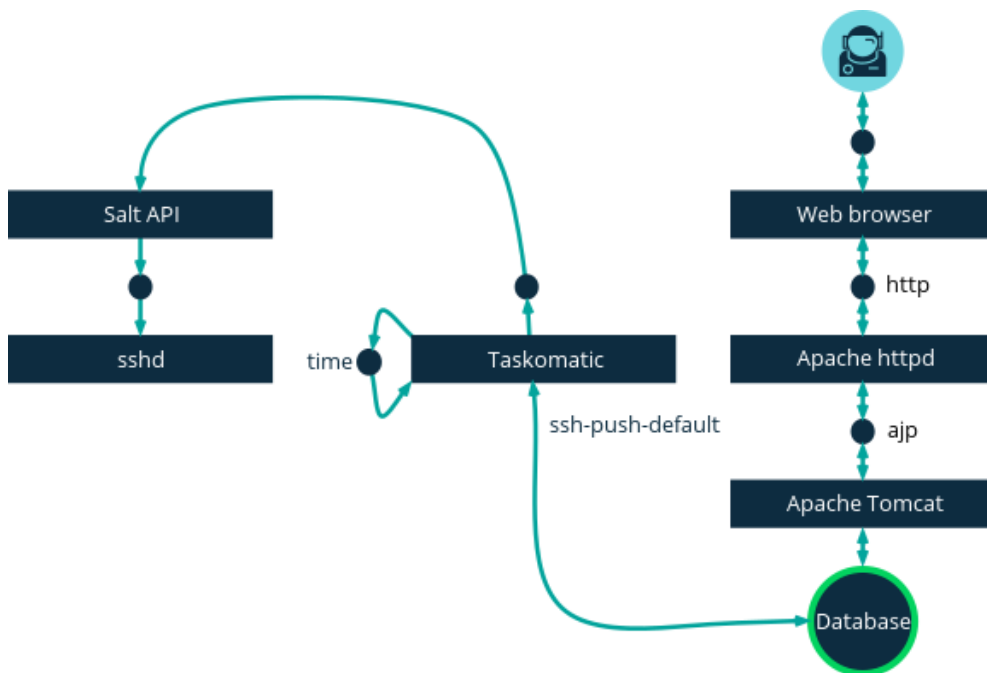 Salt API
Web browser
http
sshd
time
Taskomatic
Apache httpd
ssh-push-default
ajp
Apache Tomcat
Database